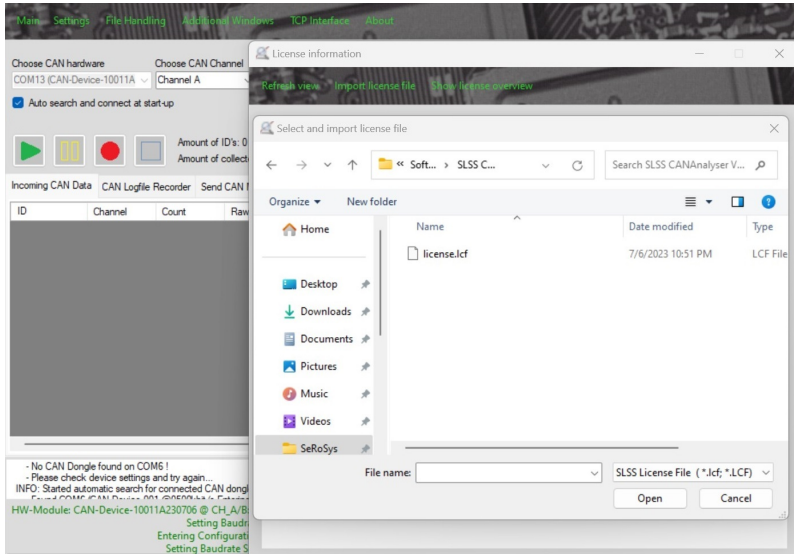 Main Settings File Handling Additional Windows TCP Interface About
Choose CAN hardware Choose CAN Channel
COM13 (CAN-Device-10011A Channel A
Auto search and connect at start-up
Amount of ID's: 0
Amount of collect
Incoming CAN Data CAN Logfile Recorder Send CAN
ID Channel Count Raw
- No CAN Dongle found on COM6 !
- Please check device settings and try again...
INFO: Started automatic search for connected CAN dongl
HW-Module: CAN-Device-10011A230706 @ CH_A/B:
Setting Baudr
Entering Configurati
Setting Baudrate S
License information
Refresh view Import license file Show license overview
Select and import license file
« Soft... > SLSS C...
Search SLSS CANAnalyser V...
Organize New folder
Home
Desktop
Downloads
Documents
Pictures
Music
Videos
SeRoSys
Name Date modified Type
license.lcf 7/6/2023 10:51 PM LCF File
File name:
SLSS License File (*.lcf; *.LCF)
Open Cancel